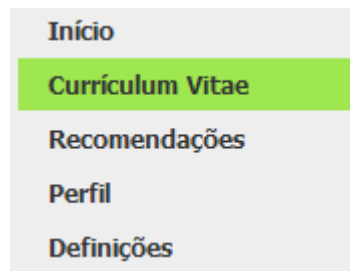 Início
Currículum Vitae
Recomendações
Perfil
Definições